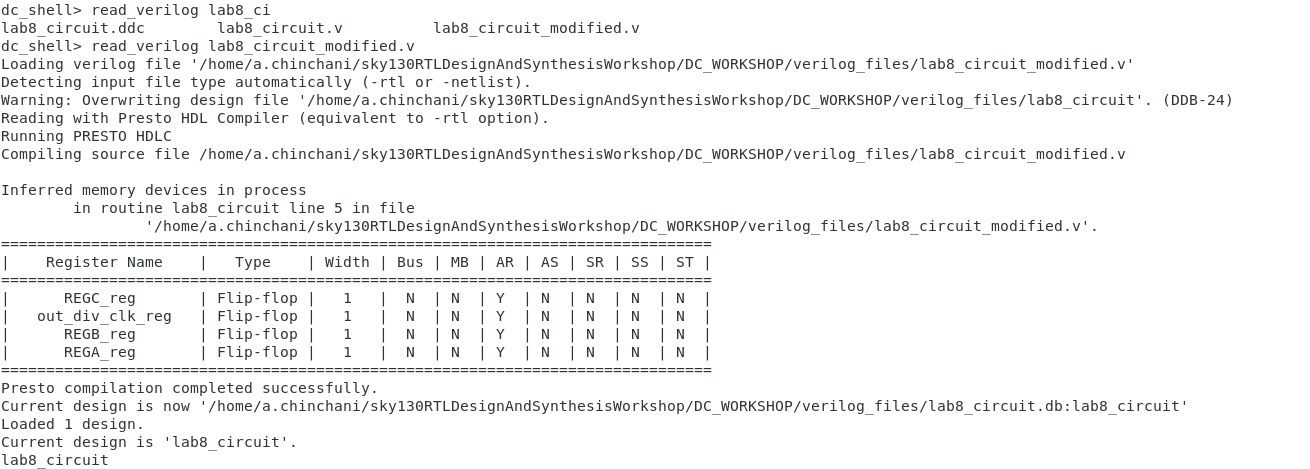 dc_shell> read_verilog lab8_ci
lab8_circuit.ddc        lab8_circuit.v          lab8_circuit_modified.v
dc_shell> read_verilog lab8_circuit_modified.v
Loading verilog file '/home/a.chinchani/sky130RTLDesignAndSynthesisWorkshop/DC_WORKSHOP/verilog_files/lab8_circuit_modified.v'
Detecting input file type automatically (-rtl or -netlist).
Warning: Overwriting design file '/home/a.chinchani/sky130RTLDesignAndSynthesisWorkshop/DC_WORKSHOP/verilog_files/lab8_circuit'. (DDB-24)
Reading with Presto HDL Compiler (equivalent to -rtl option).
Running PRESTO HDLC
Compiling source file /home/a.chinchani/sky130RTLDesignAndSynthesisWorkshop/DC_WORKSHOP/verilog_files/lab8_circuit_modified.v

Inferred memory devices in process
        in routine lab8_circuit line 5 in file
                '/home/a.chinchani/sky130RTLDesignAndSynthesisWorkshop/DC_WORKSHOP/verilog_files/lab8_circuit_modified.v'.
===============================================================================
|    Register Name    |   Type    | Width | Bus | MB | AR | AS | SR | SS | ST |
===============================================================================
|      REGC_reg       | Flip-flop |   1   |  N  | N  | Y  | N  | N  | N  | N  |
|   out_div_clk_reg   | Flip-flop |   1   |  N  | N  | Y  | N  | N  | N  | N  |
|      REGB_reg       | Flip-flop |   1   |  N  | N  | Y  | N  | N  | N  | N  |
|      REGA_reg       | Flip-flop |   1   |  N  | N  | Y  | N  | N  | N  | N  |
===============================================================================
Presto compilation completed successfully.
Current design is now '/home/a.chinchani/sky130RTLDesignAndSynthesisWorkshop/DC_WORKSHOP/verilog_files/lab8_circuit.db:lab8_circuit'
Loaded 1 design.
Current design is 'lab8_circuit'.
lab8_circuit